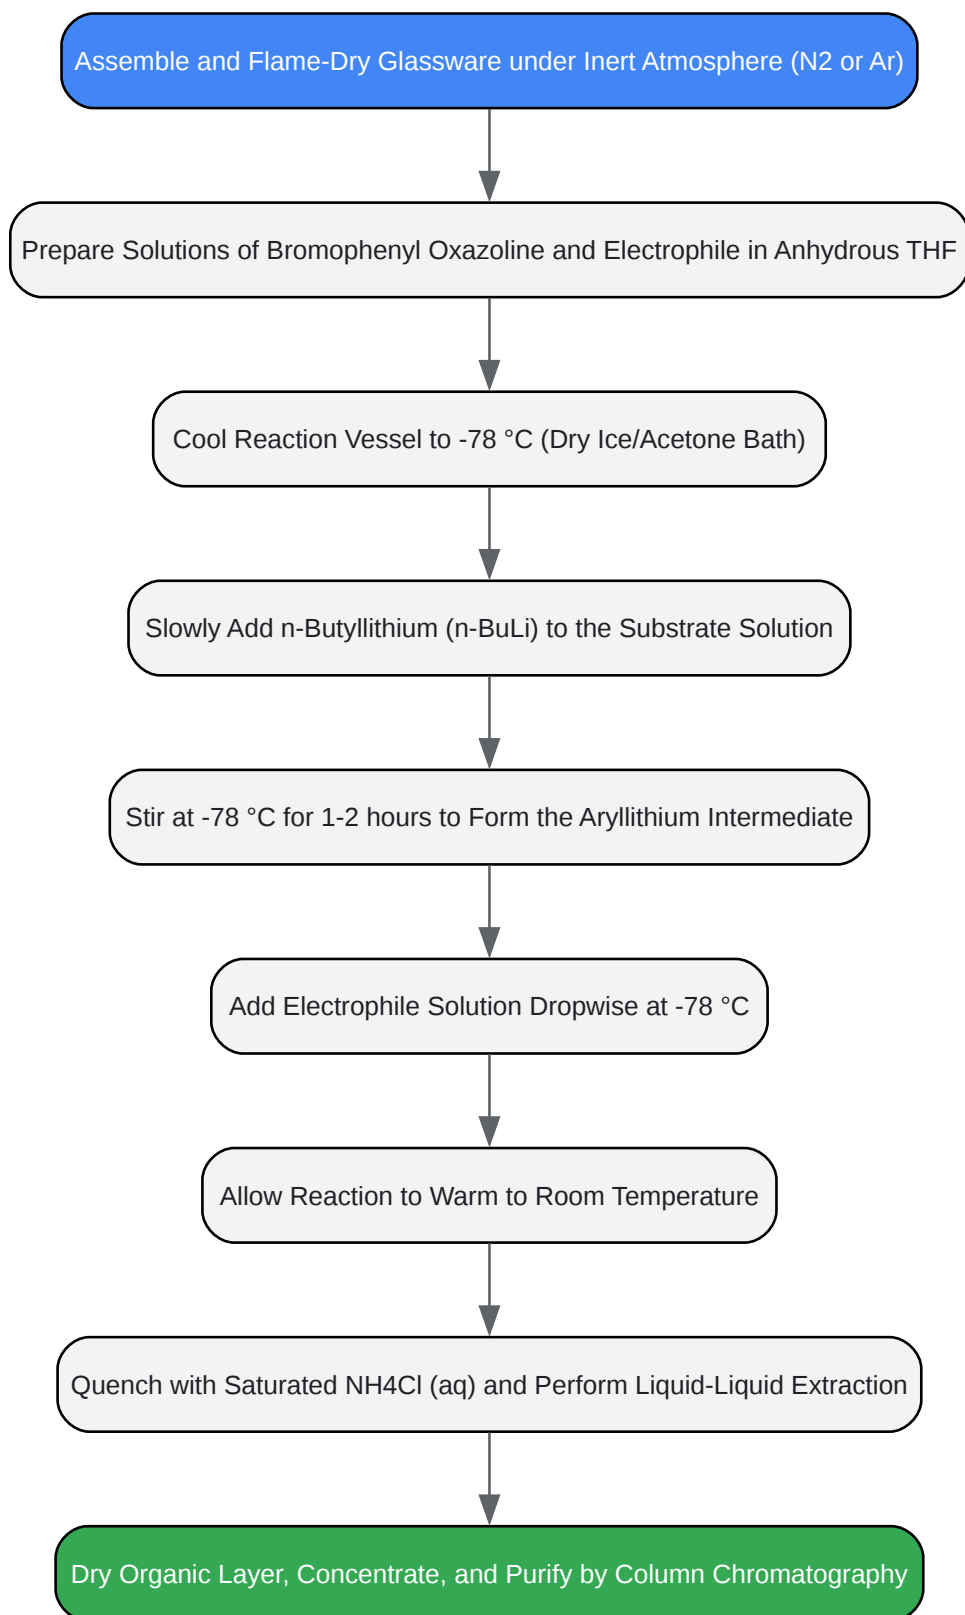 Assemble and Flame-Dry Glassware under Inert Atmosphere (N2 or Ar)
Prepare Solutions of Bromophenyl Oxazoline and Electrophile in Anhydrous THF
Cool Reaction Vessel to -78 °C (Dry Ice/Acetone Bath)
Slowly Add n-Butyllithium (n-BuLi) to the Substrate Solution
Stir at -78 °C for 1-2 hours to Form the Aryllithium Intermediate
Add Electrophile Solution Dropwise at -78 °C
Allow Reaction to Warm to Room Temperature
Quench with Saturated NH4Cl (aq) and Perform Liquid-Liquid Extraction
Dry Organic Layer, Concentrate, and Purify by Column Chromatography